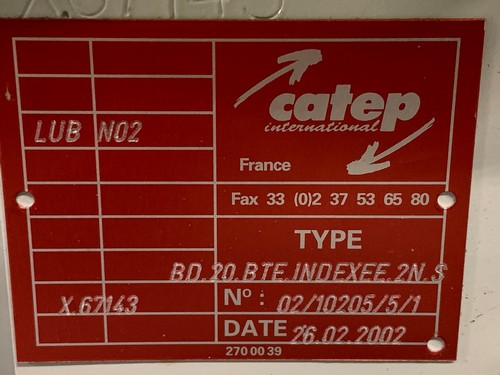 X.67143
catep
international
LUB N02
France
Fax 33 (0)2 37 53 65 80
TYPE
BD.20.BTE.INDEXEE.2N.S
X.67143 N° : 02/10205/5/1
DATE 26.02.2002
270 00 39